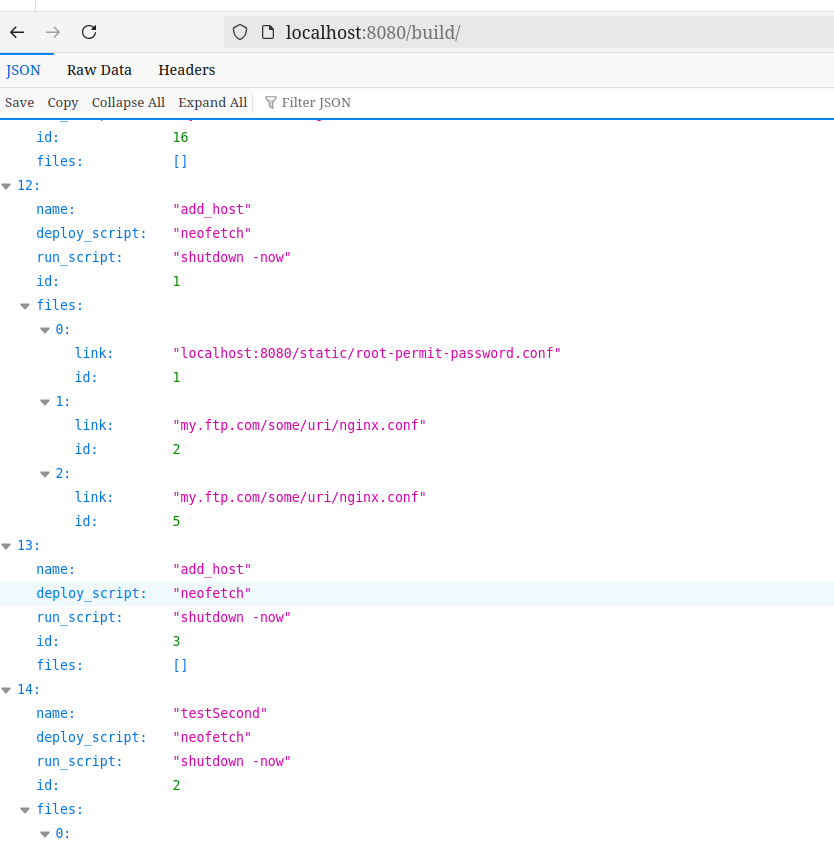 localhost:8080/build/
JSON Raw Data Headers
Save Copy Collapse All Expand All Filter JSON
id: 16
files: []
12:
name: "add_host"
deploy_script: "neofetch"
run_script: "shutdown -now"
id: 1
files:
0:
link: "localhost:8080/static/root-permit-password.conf"
id: 1
1:
link: "my.ftp.com/some/uri/nginx.conf"
id: 2
2:
link: "my.ftp.com/some/uri/nginx.conf"
id: 5
13:
name: "add_host"
deploy_script: "neofetch"
run_script: "shutdown -now"
id: 3
files: []
14:
name: "testSecond"
deploy_script: "neofetch"
run_script: "shutdown -now"
id: 2
files:
0: